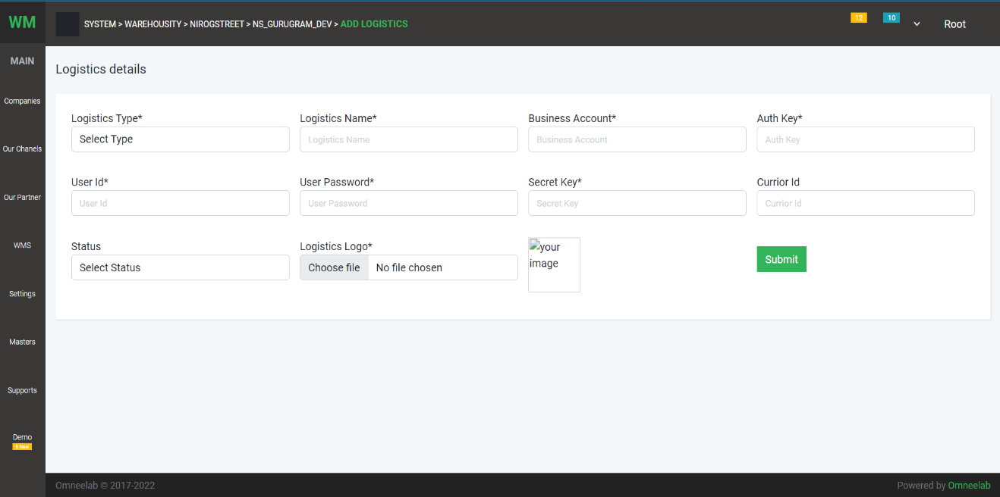 WM
SYSTEM > WAREHOUSITY > NIROGSTREET > NS_GURUGRAM_DEV > ADD LOGISTICS
12
10
Root
MAIN
Companies
Our Chanels
Our Partner
WMS
Settings
Masters
Supports
Demo
6 New
Logistics details
Logistics Type*
Select Type
Logistics Name*
Logistics Name
Business Account*
Business Account
Auth Key*
Auth Key
User Id*
User Id
User Password*
User Password
Secret Key*
Secret Key
Currior Id
Currior Id
Status
Select Status
Logistics Logo*
Choose file No file chosen
your
image
Submit
Omneelab © 2017-2022
Powered by Omneelab